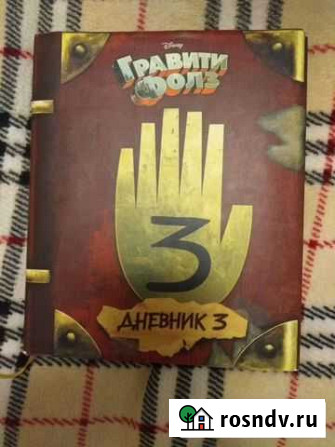 Disney
ГРАВИТИ
ФОЛЗ
3
ДНЕВНИК 3
rosndv.ru